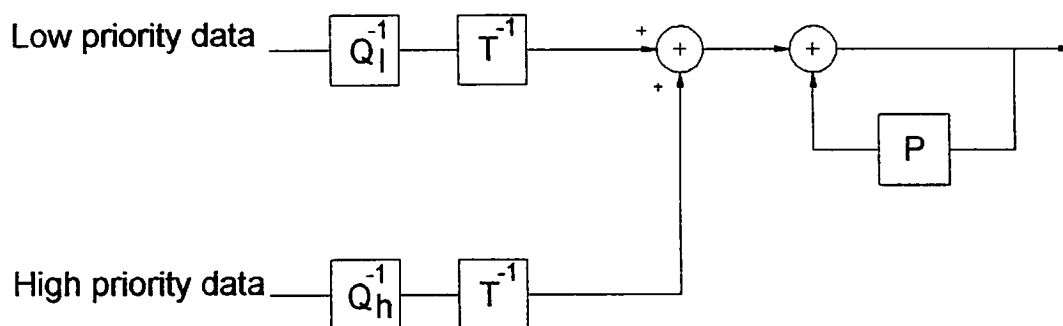 Low priority data
Q_l^-1
T^-1
+
+
+
+
P
High priority data
Q_h^-1
T^-1